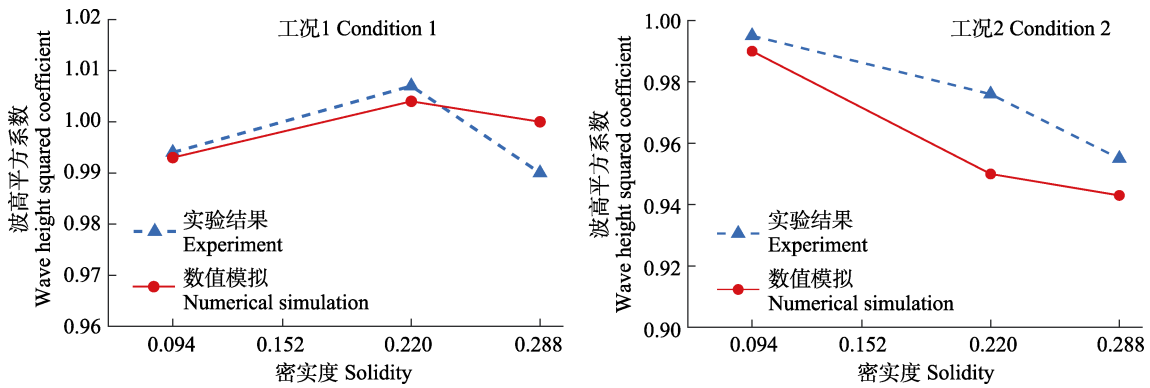 工况1 Condition 1
波高平方系数
Wave height squared coefficient
1.02
1.01
1.00
0.99
0.98
0.97
0.96
实验结果
Experiment
数值模拟
Numerical simulation
0.094 0.152 0.220 0.288
密实度 Solidity
工况2 Condition 2
波高平方系数
Wave height squared coefficient
1.00
0.98
0.96
0.94
0.92
0.90
实验结果
Experiment
数值模拟
Numerical simulation
0.094 0.152 0.220 0.288
密实度 Solidity